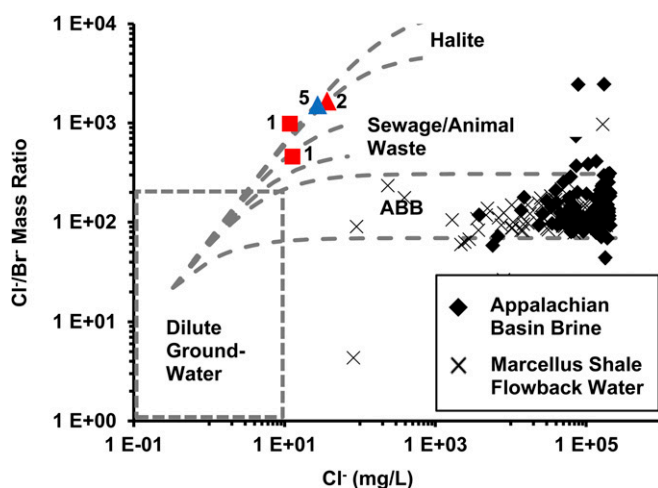 1 E+04
1 E+03
1 E+02
1 E+01
1 E+00
Cl-/Br- Mass Ratio
Halite
5
2
1
1
Sewage/Animal
Waste
ABB
Dilute
Ground-
Water
Appalachian
Basin Brine
Marcellus Shale
Flowback Water
1 E-01
1 E+01
1 E+03
1 E+05
Cl- (mg/L)